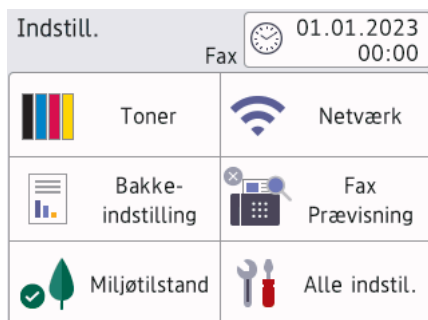 Indstill.
Fax
01.01.2023
00:00
Toner
Netværk
Bakke-
indstilling
Fax
Prævisning
Miljøtilstand
Alle indstil.